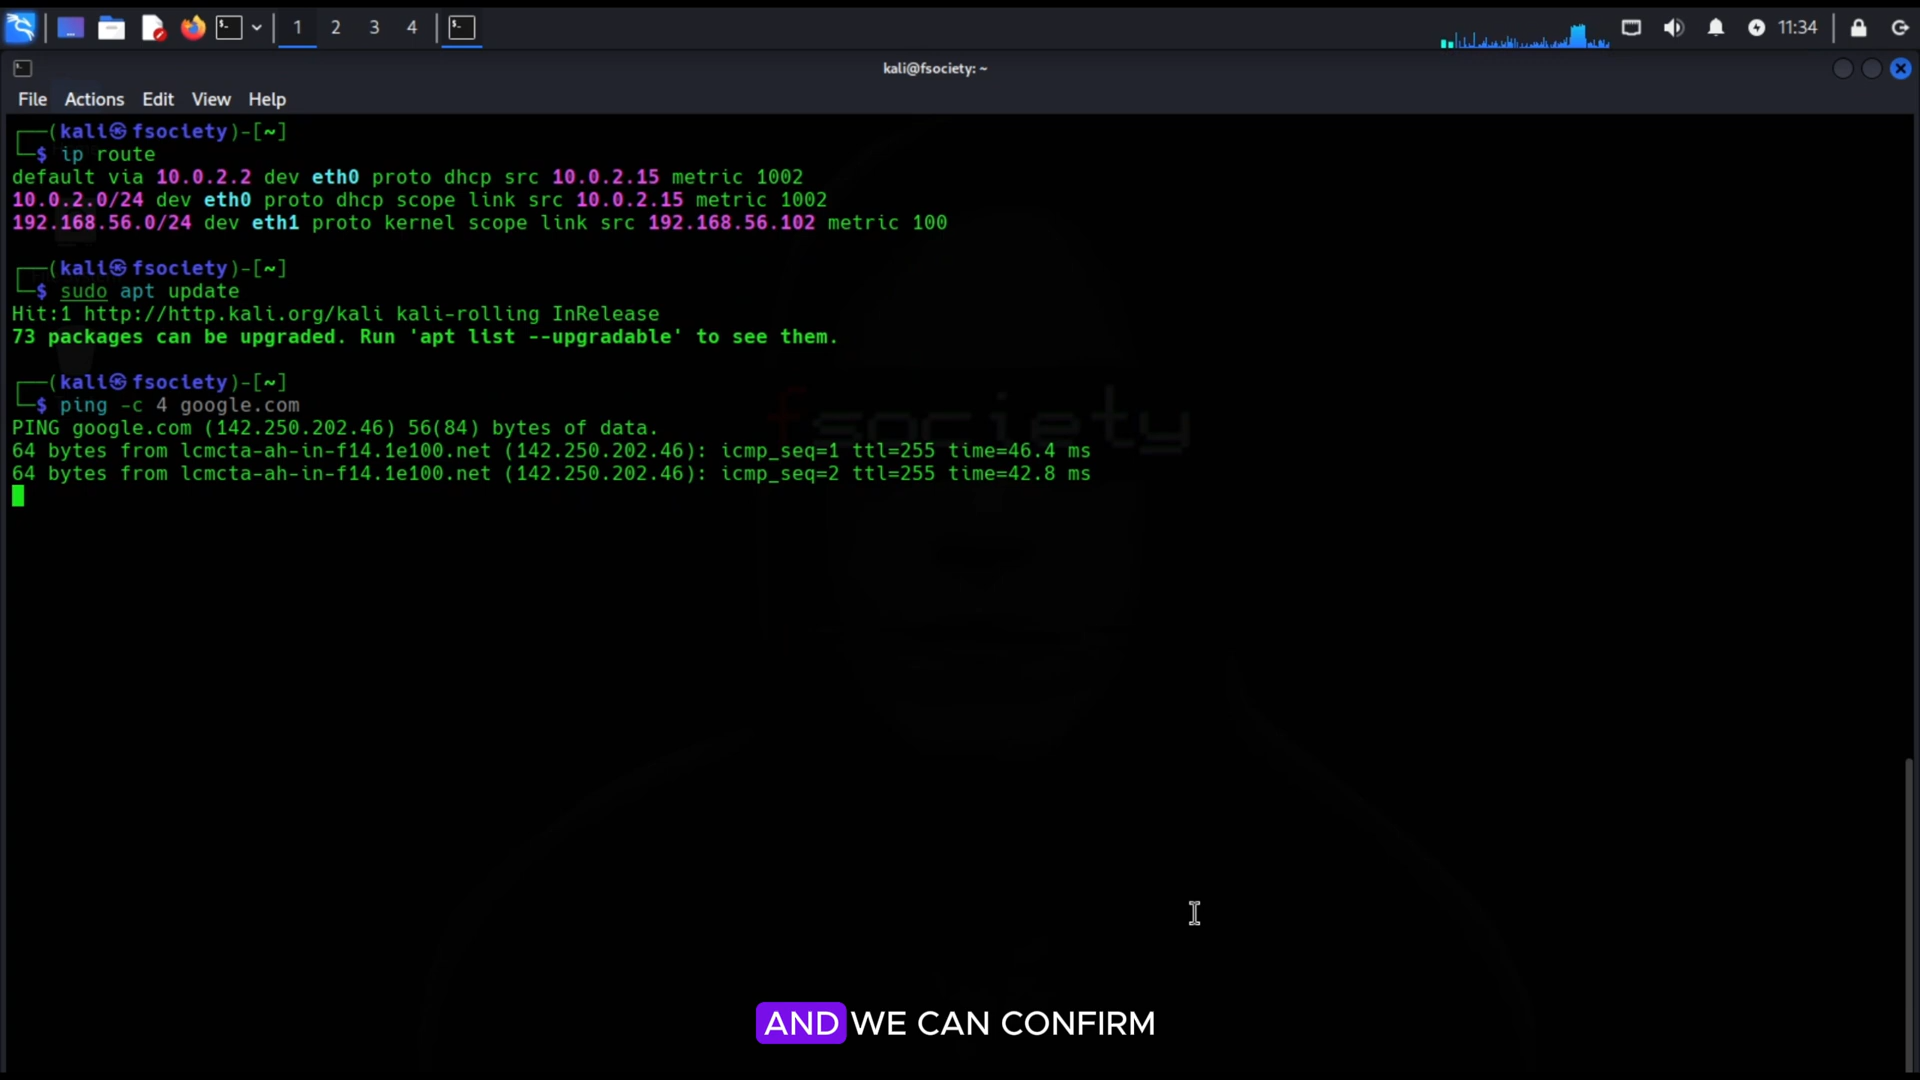 1 2 3 4 11:34
kali@fsociety: ~
File Actions Edit View Help
┌──(kali㉿fsociety)-[~]
└─$ ip route
default via 10.0.2.2 dev eth0 proto dhcp src 10.0.2.15 metric 1002
10.0.2.0/24 dev eth0 proto dhcp scope link src 10.0.2.15 metric 1002
192.168.56.0/24 dev eth1 proto kernel scope link src 192.168.56.102 metric 100
┌──(kali㉿fsociety)-[~]
└─$ sudo apt update
Hit:1 http://http.kali.org/kali kali-rolling InRelease
73 packages can be upgraded. Run 'apt list --upgradable' to see them.
┌──(kali㉿fsociety)-[~]
└─$ ping -c 4 google.com
fsociety
PING google.com (142.250.202.46) 56(84) bytes of data.
64 bytes from lcmcta-ah-in-f14.1e100.net (142.250.202.46): icmp_seq=1 ttl=255 time=46.4 ms
64 bytes from lcmcta-ah-in-f14.1e100.net (142.250.202.46): icmp_seq=2 ttl=255 time=42.8 ms
AND WE CAN CONFIRM